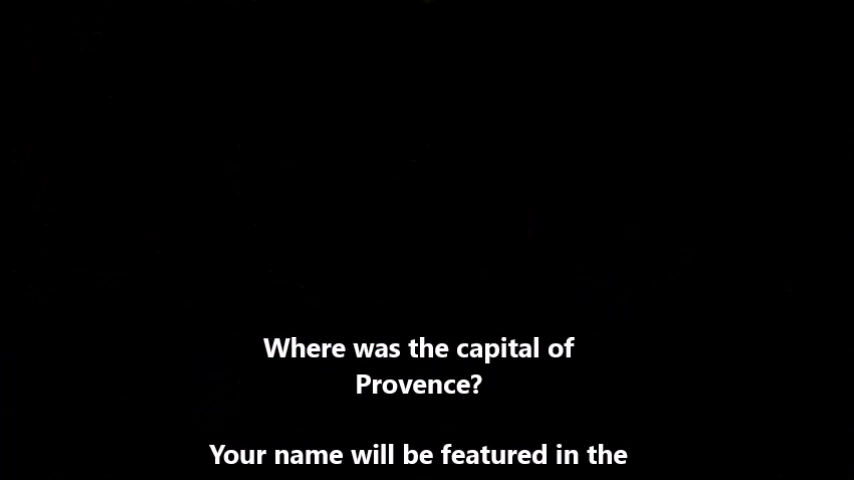 Where was the capital of
Provence?
Your name will be featured in the